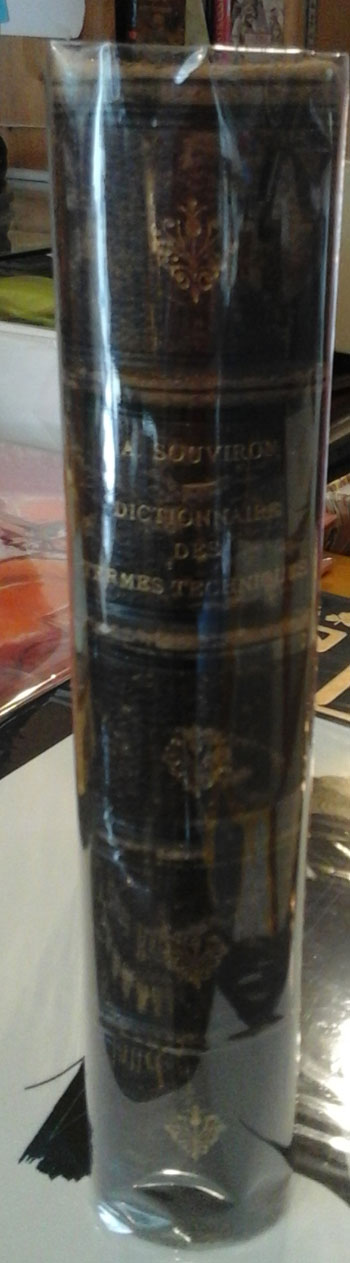 A. SOUVIRON
DICTIONNAIRE
DES
TERMES TECHNIQUES